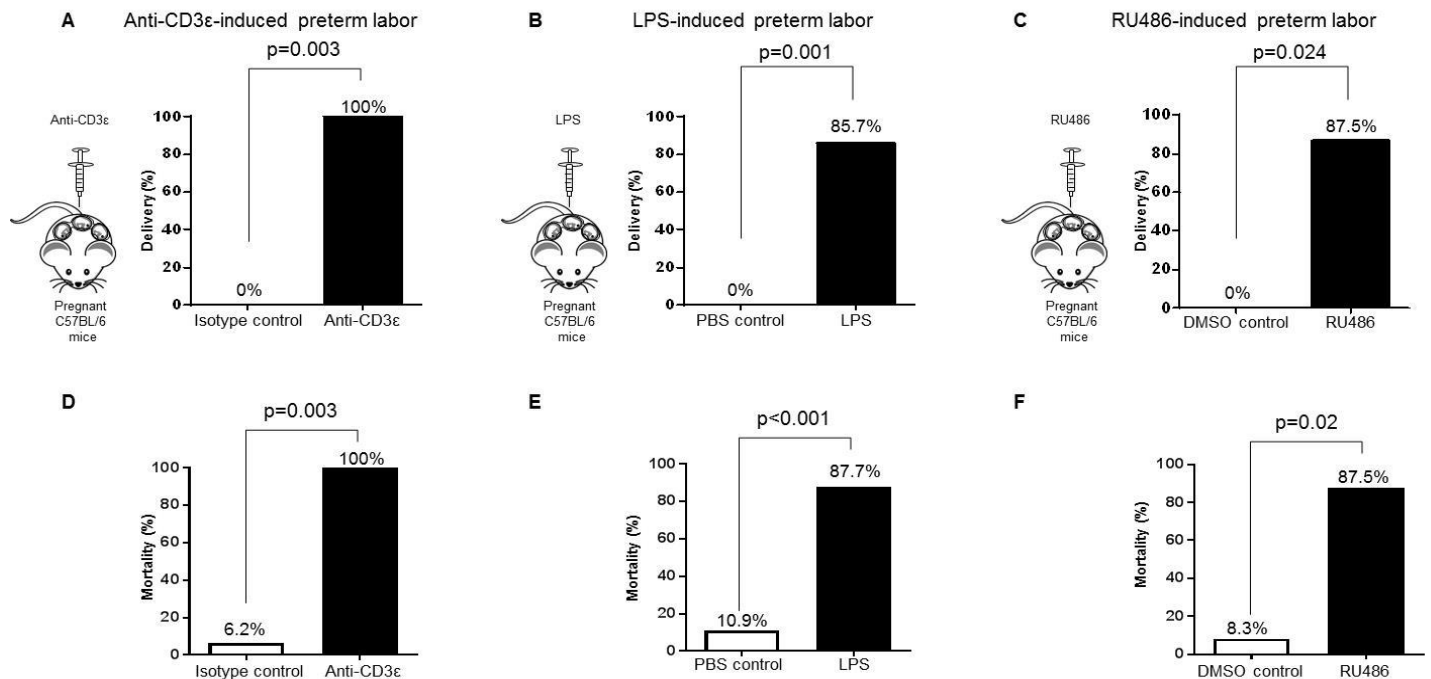 A Anti-CD3ε-induced preterm labor
p=0.003
Anti-CD3ε
Delivery (%)
100
80
60
40
20
0
100%
0%
Isotype control Anti-CD3ε
Pregnant
C57BL/6
mice
B LPS-induced preterm labor
p=0.001
LPS
Delivery (%)
100
80
60
40
20
0
85.7%
0%
PBS control LPS
Pregnant
C57BL/6
mice
C RU486-induced preterm labor
p=0.024
RU486
Delivery (%)
100
80
60
40
20
0
87.5%
0%
DMSO control RU486
Pregnant
C57BL/6
mice
D
p=0.003
Mortality (%)
100
80
60
40
20
0
100%
6.2%
Isotype control Anti-CD3ε
E
p<0.001
Mortality (%)
100
80
60
40
20
0
87.7%
10.9%
PBS control LPS
F
p=0.02
Mortality (%)
100
80
60
40
20
0
87.5%
8.3%
DMSO control RU486